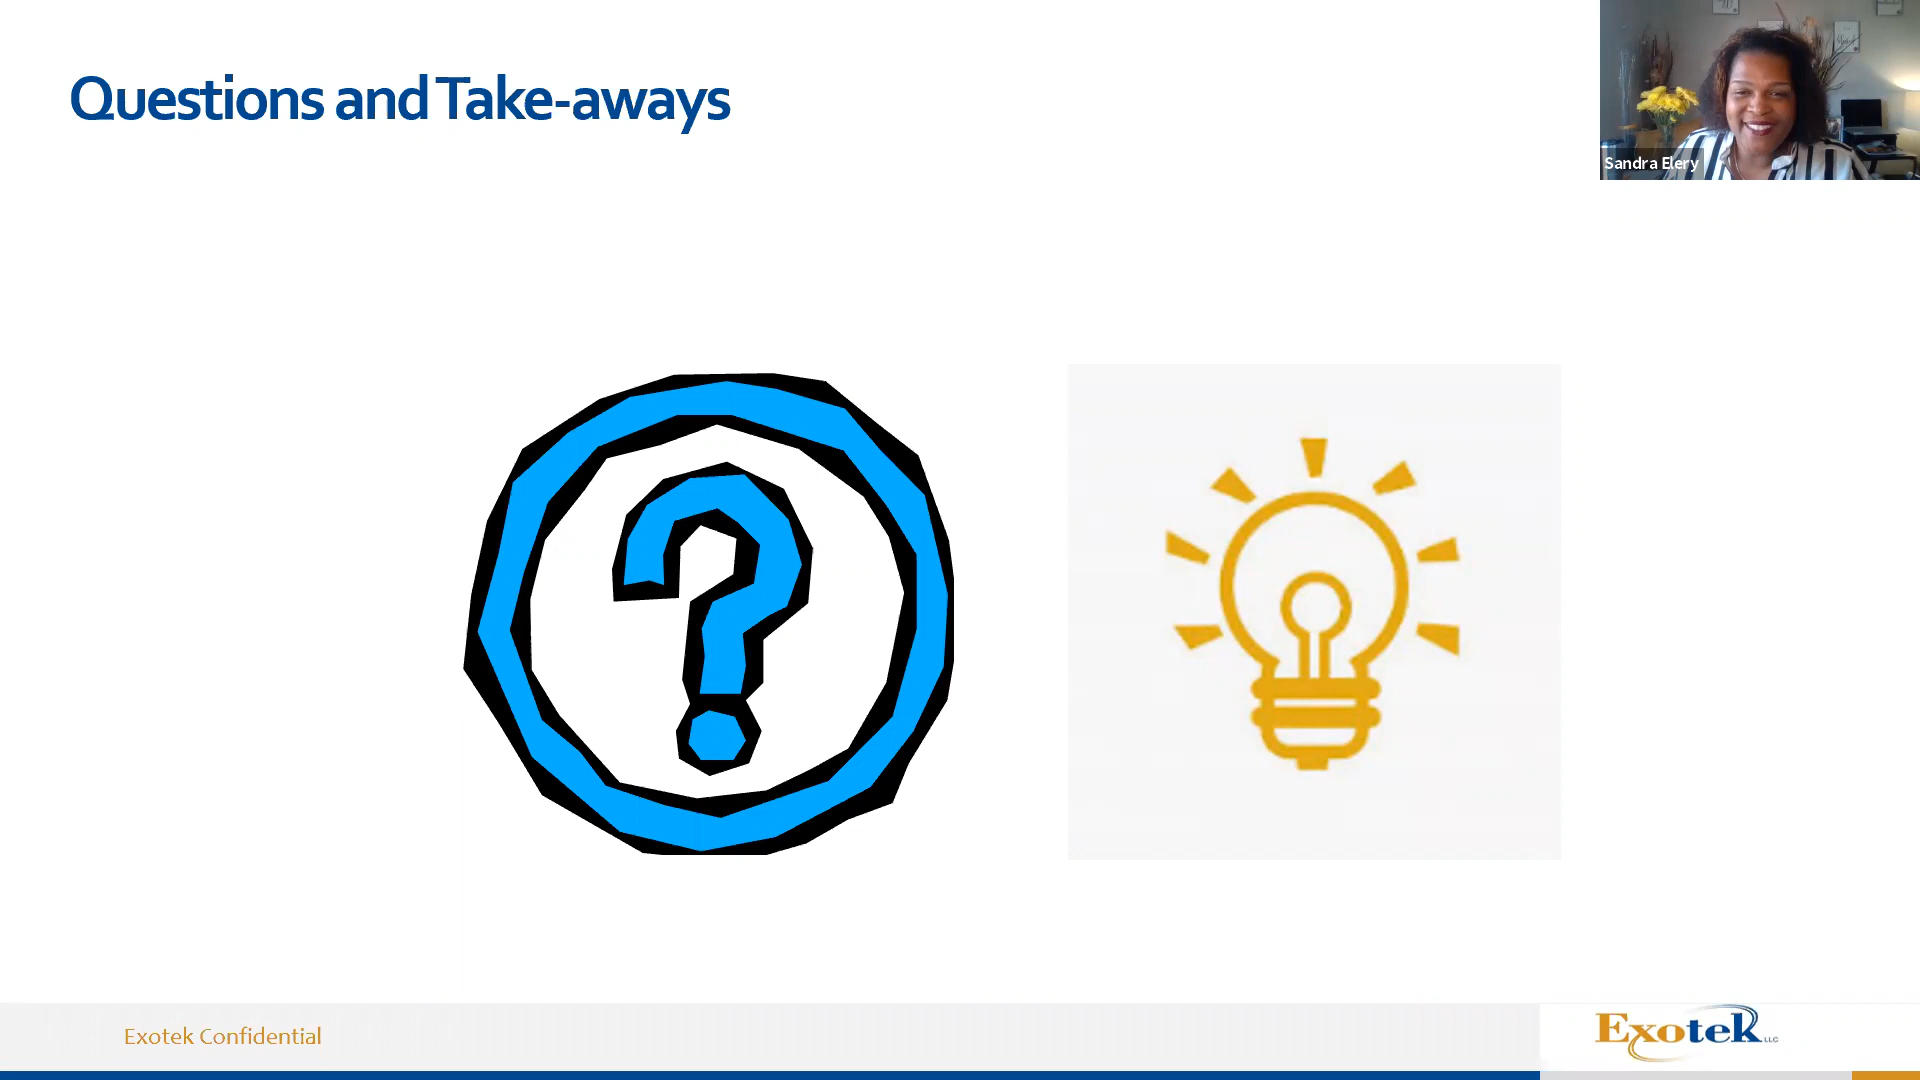 Questions and Take-aways
Sandra Elery
?
Exotek Confidential
Exotek LLC